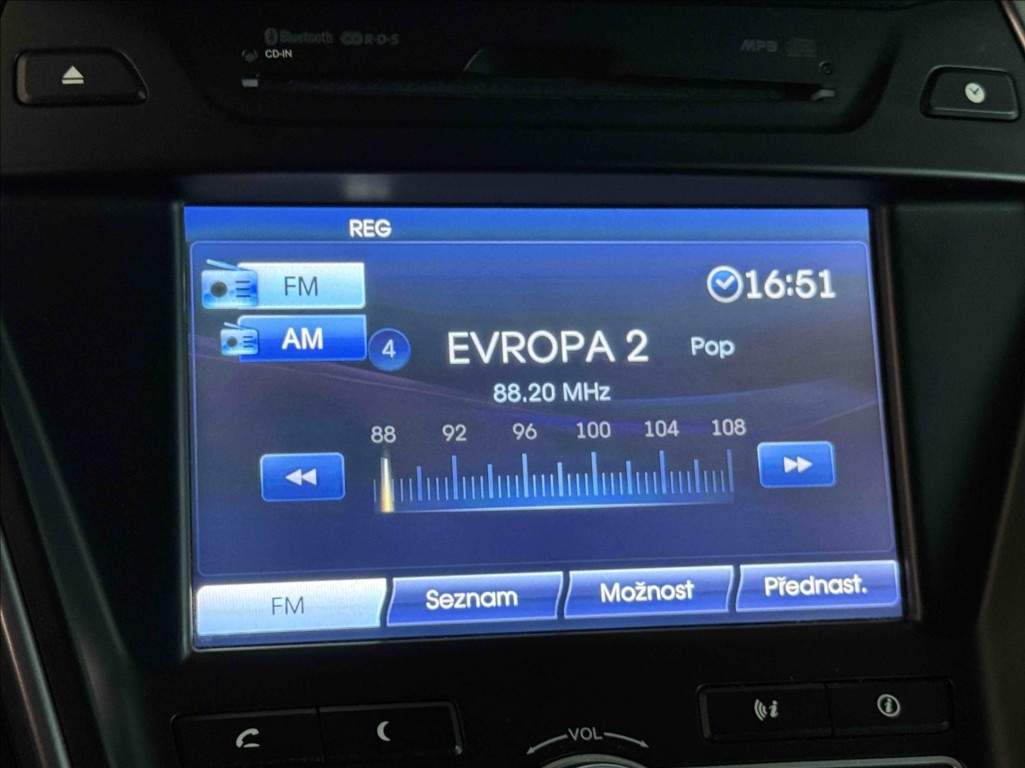 Bluetooth R·D·S
CD-IN
MP3
REG
FM
16:51
AM
4
EVROPA 2 Pop
88.20 MHz
88 92 96 100 104 108
FM Seznam Možnost Přednast.
VOL